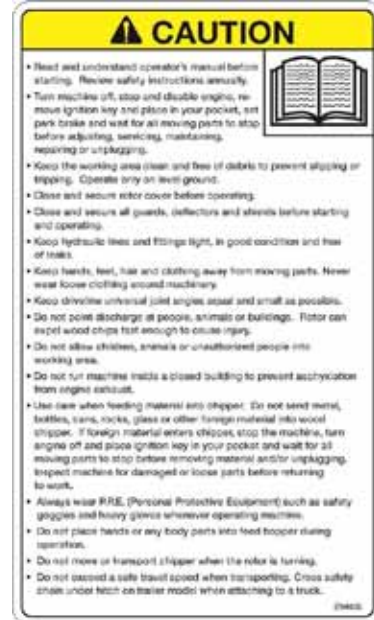 CAUTION
• Read and understand operator's manual before
starting. Review safety instructions annually.
• Turn machine off, stop and disable engine, re-
move ignition key and place in your pocket, set
park brake and wait for all moving parts to stop
before adjusting, servicing, maintaining,
repairing or unplugging.
• Keep the working area clean and free of debris to prevent slipping or
tripping. Operate only on level ground.
• Close and secure rotor cover before operating.
• Close and secure all guards, deflectors and shields before starting
and operating.
• Keep hydraulic lines and fittings tight, in good condition and free
of leaks.
• Keep hands, feet, hair and clothing away from moving parts. Never
wear loose clothing around machinery.
• Keep driveline universal joint angles equal and small as possible.
• Do not point discharge at people, animals or buildings. Rotor can
expel wood chips fast enough to cause injury.
• Do not allow children, animals or unauthorized people into
working area.
• Do not run machine inside a closed building to prevent asphyxiation
from engine exhaust.
• Use care when feeding material into chipper. Do not send metal,
bottles, cans, rocks, glass or other foreign material into wood
chipper. If foreign material enters chipper, stop the machine, turn
engine off and place ignition key in your pocket and wait for all
moving parts to stop before removing material and/or unplugging.
Inspect machine for damaged or loose parts before returning
to work.
• Always wear P.P.E. (Personal Protective Equipment) such as safety
goggles and heavy gloves whenever operating machine.
• Do not place hands or any body parts into feed hopper during
operation.
• Do not move or transport chipper when the rotor is turning.
• Do not exceed a safe travel speed when transporting. Cross safety
chain under hitch on trailer model when attaching to a truck.